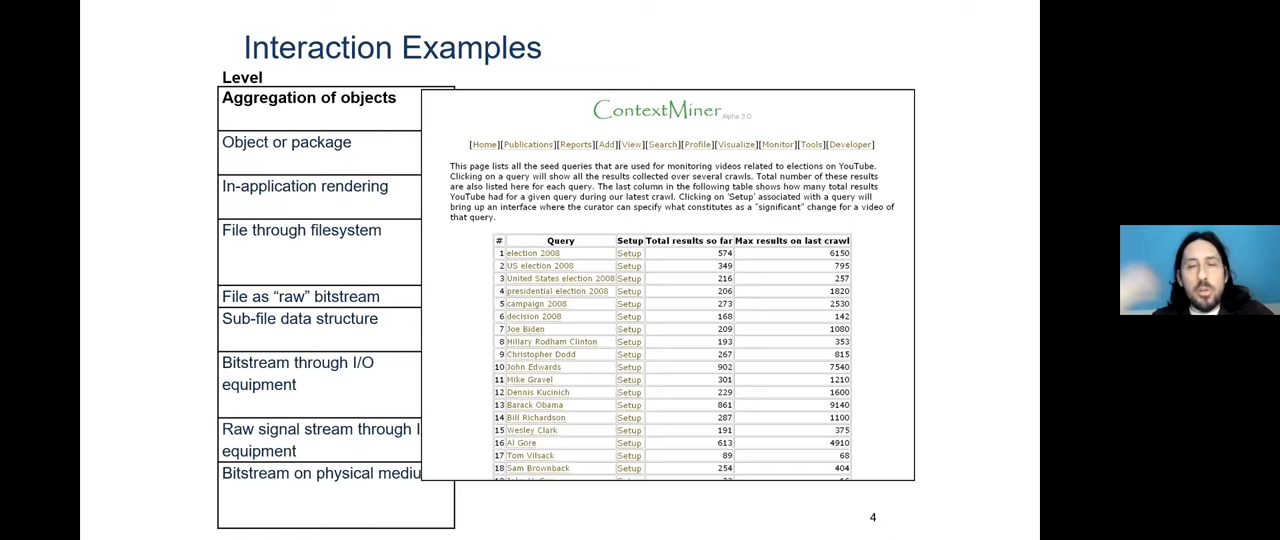 Interaction Examples
Level
Aggregation of objects
Object or package
In-application rendering
File through filesystem
File as “raw” bitstream
Sub-file data structure
Bitstream through I/O
equipment
Raw signal stream through I
equipment
Bitstream on physical mediu
ContextMiner Alpha 3.0
[Home][Publications][Reports][Add][View][Search][Profile][Visualize][Monitor][Tools][Developer]
This page lists all the seed queries that are used for monitoring videos related to elections on YouTube.
Clicking on a query will show all the results collected over several crawls. Total number of these results
are also listed here for each query. The last column in the following table shows how many total results
YouTube had for a given query during our latest crawl. Clicking on 'Setup' associated with a query will
bring up an interface where the curator can specify what constitutes as a "significant" change for a video of
that query.
# Query Setup Total results so far Max results on last crawl
1 election 2008 Setup 574 6150
2 US election 2008 Setup 349 795
3 United States election 2008 Setup 216 257
4 presidential election 2008 Setup 206 1820
5 campaign 2008 Setup 273 2530
6 decision 2008 Setup 168 142
7 Joe Biden Setup 209 1080
8 Hillary Rodham Clinton Setup 193 353
9 Christopher Dodd Setup 267 815
10 John Edwards Setup 902 7540
11 Mike Gravel Setup 301 1210
12 Dennis Kucinich Setup 229 1600
13 Barack Obama Setup 861 9140
14 Bill Richardson Setup 287 1100
15 Wesley Clark Setup 191 375
16 Al Gore Setup 613 4910
17 Tom Vilsack Setup 89 68
18 Sam Brownback Setup 254 404
4